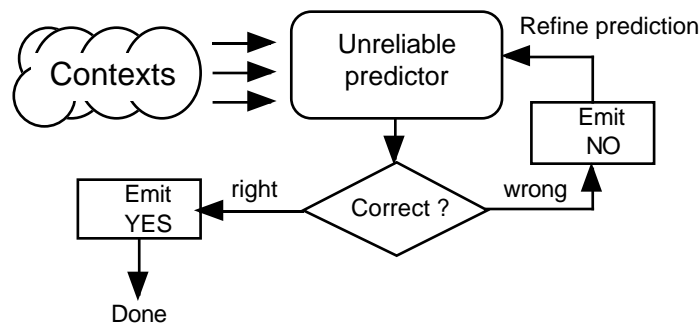 Refine prediction
Contexts
Unreliable
predictor
Emit
NO
Emit
YES
right
Correct ?
wrong
Done